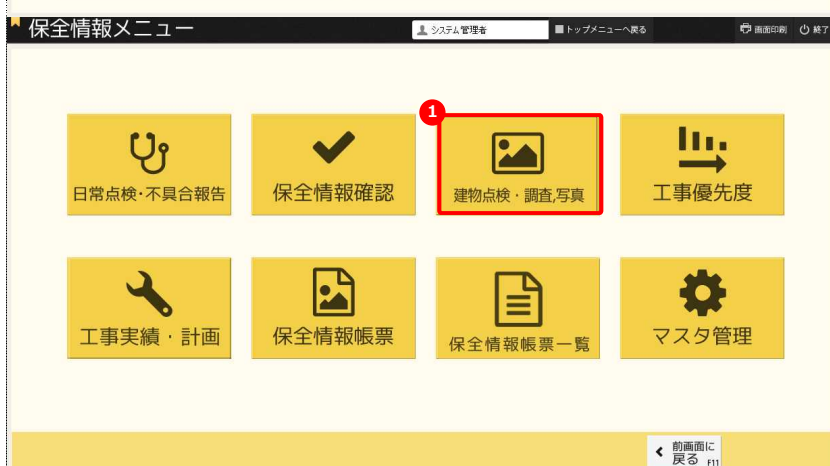 保全情報メニュー
システム管理者
トップメニューへ戻る
画面印刷
終了
1
日常点検・不具合報告
保全情報確認
建物点検・調査,写真
工事優先度
工事実績・計画
保全情報帳票
保全情報帳票一覧
マスタ管理
前画面に
戻る F11